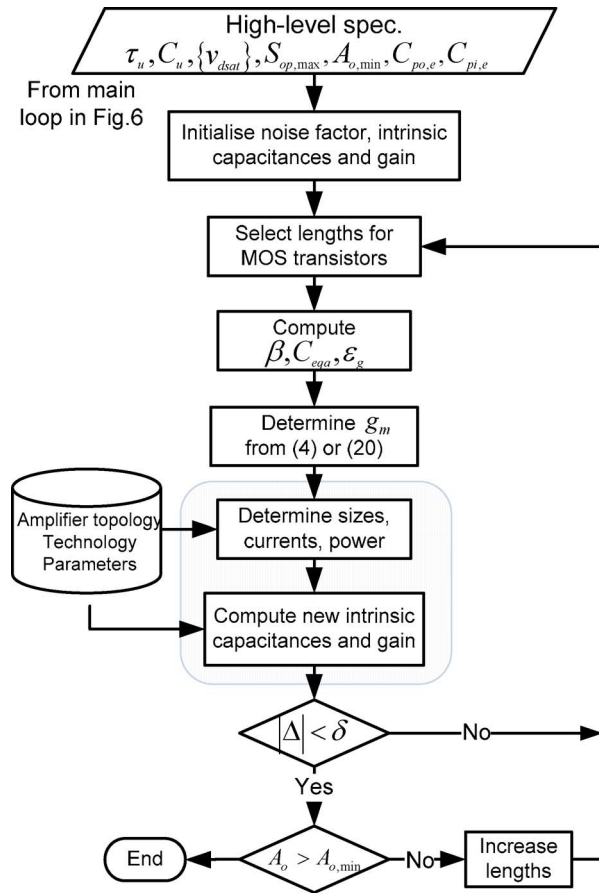 High-level spec.
τ_u, C_u, {v_dsat}, S_op,max, A_o,min, C_po,e, C_pi,e
From main
loop in Fig.6
Initialise noise factor, intrinsic
capacitances and gain
Select lengths for
MOS transistors
Compute
β, C_eqa, ε_g
Determine g_m
from (4) or (20)
Amplifier topology
Technology
Parameters
Determine sizes,
currents, power
Compute new intrinsic
capacitances and gain
|Δ| < δ
No
Yes
End
A_o > A_o,min
No
Increase
lengths